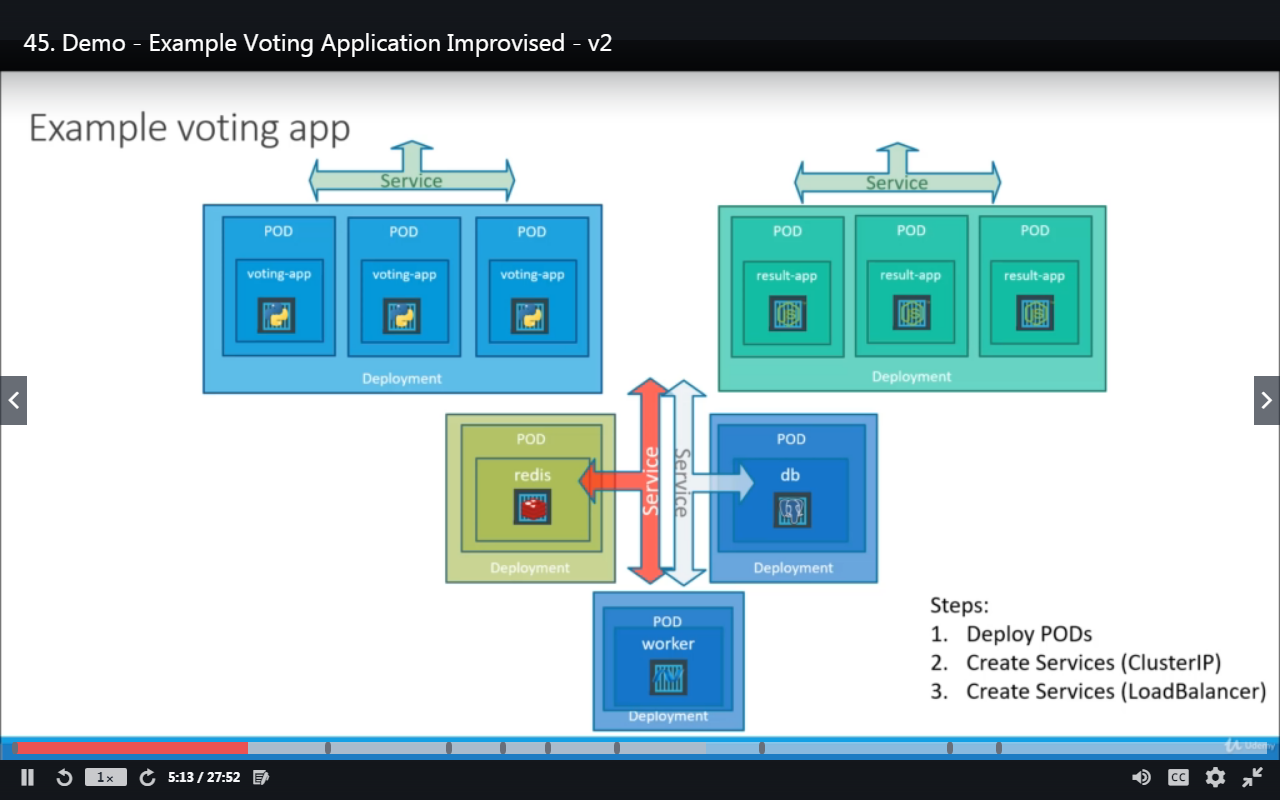 45. Demo - Example Voting Application Improvised - v2
Example voting app
Service
Service
POD
POD
POD
voting-app
voting-app
voting-app
Deployment
POD
POD
POD
result-app
result-app
result-app
Deployment
POD
redis
Deployment
Service
Service
POD
db
Deployment
POD
worker
Deployment
Steps:
1. Deploy PODs
2. Create Services (ClusterIP)
3. Create Services (LoadBalancer)
Udemy
1x
5:13 / 27:52
CC